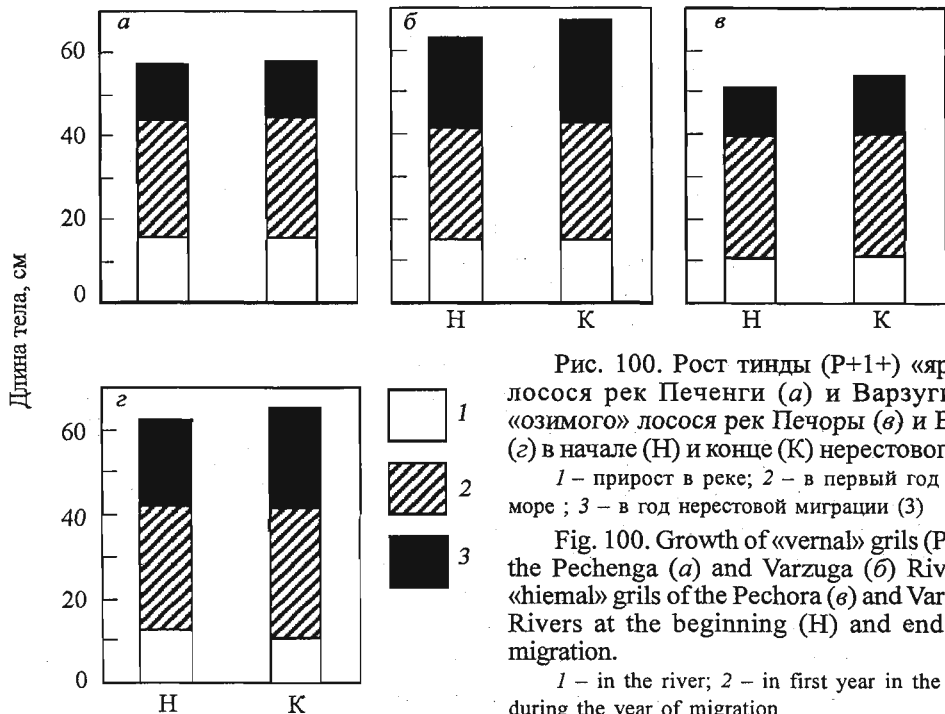 а
б
в
60
40
20
0
Н К
Н К
Длина тела, см
г
60
40
20
0
Н К
1
2
3
Рис. 100. Рост тинды (Р+1+) «яр
лосося рек Печенги (а) и Варзуги
«озимого» лосося рек Печоры (в) и В
(г) в начале (Н) и конце (К) нерестового
1 – прирост в реке; 2 – в первый год
море ; 3 – в год нерестовой миграции (3)
Fig. 100. Growth of «vernal» grils (P
the Pechenga (а) and Varzuga (б) Riv
«hiemal» grils of the Pechora (в) and Var
Rivers at the beginning (H) and end
migration.
1 – in the river; 2 – in first year in the
during the year of migration